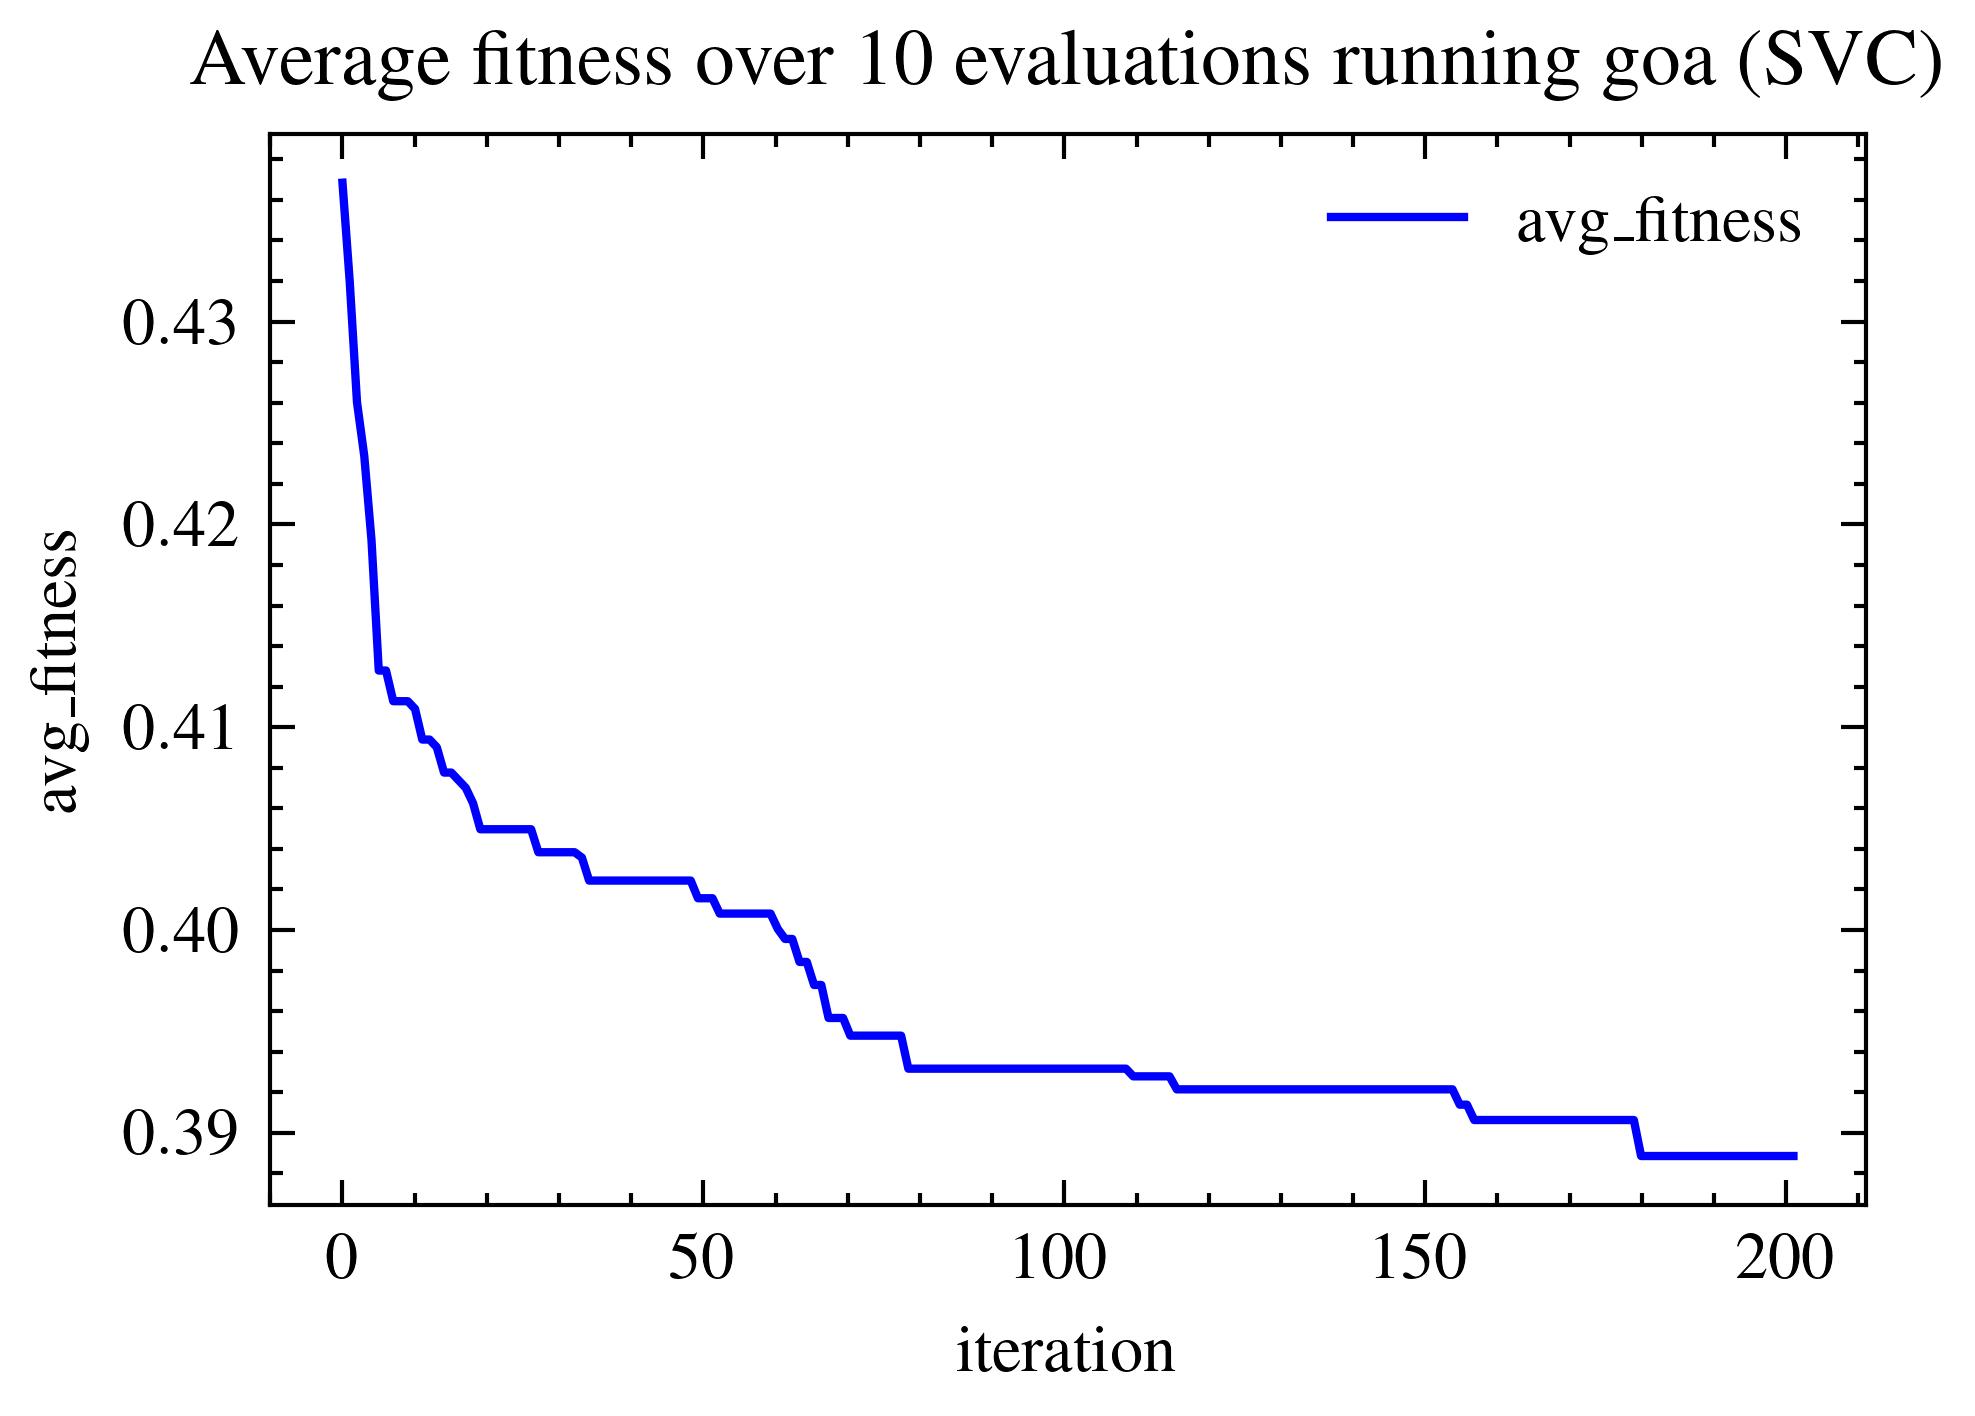 Average fitness over 10 evaluations running goa (SVC)
avg_fitness
0.43
0.42
0.41
0.40
0.39
avg_fitness
0 50 100 150 200
iteration